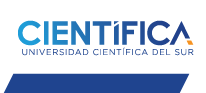 CIENTÍFICA
UNIVERSIDAD CIENTÍFICA DEL SUR